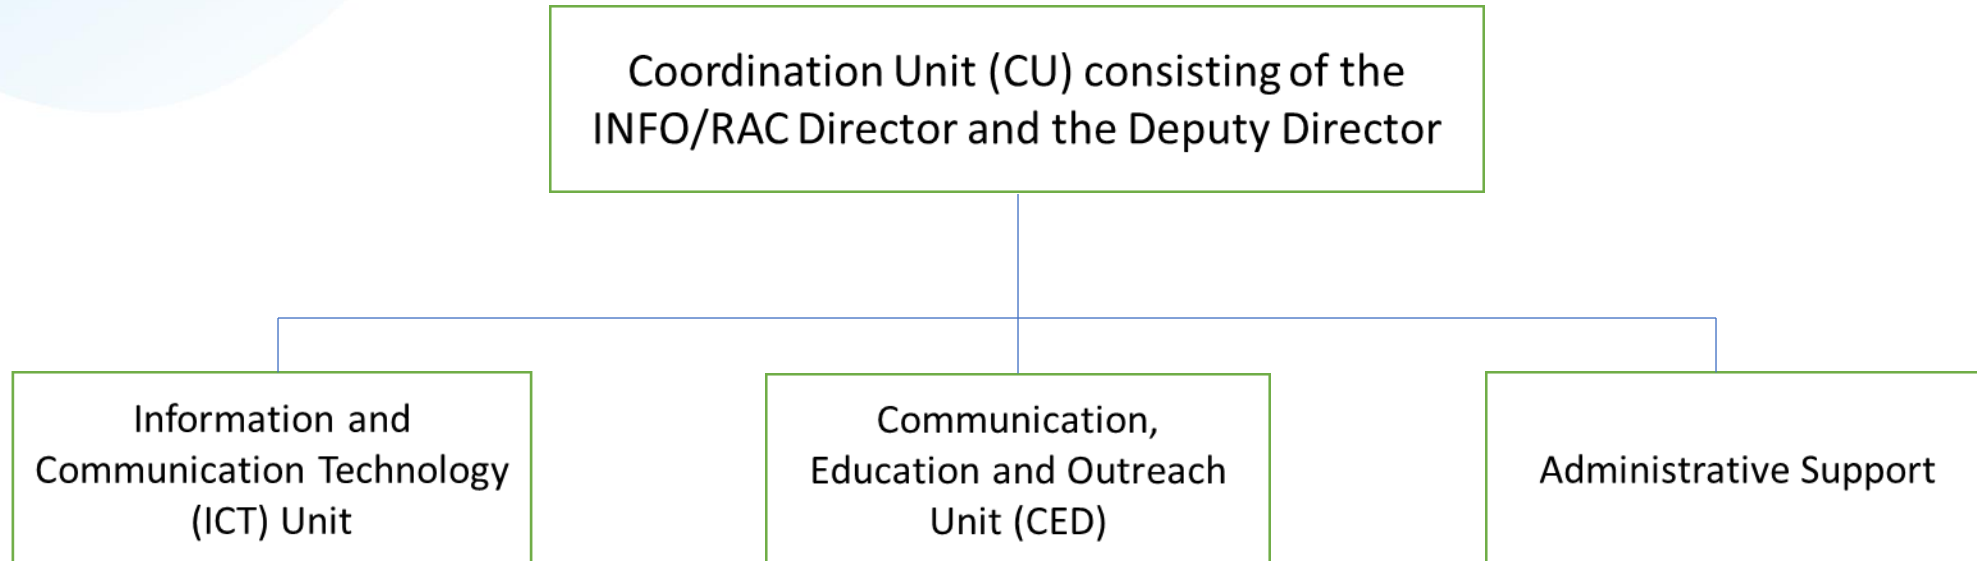 Coordination Unit (CU) consisting of the
INFO/RAC Director and the Deputy Director
Information and
Communication Technology
(ICT) Unit
Communication,
Education and Outreach
Unit (CED)
Administrative Support